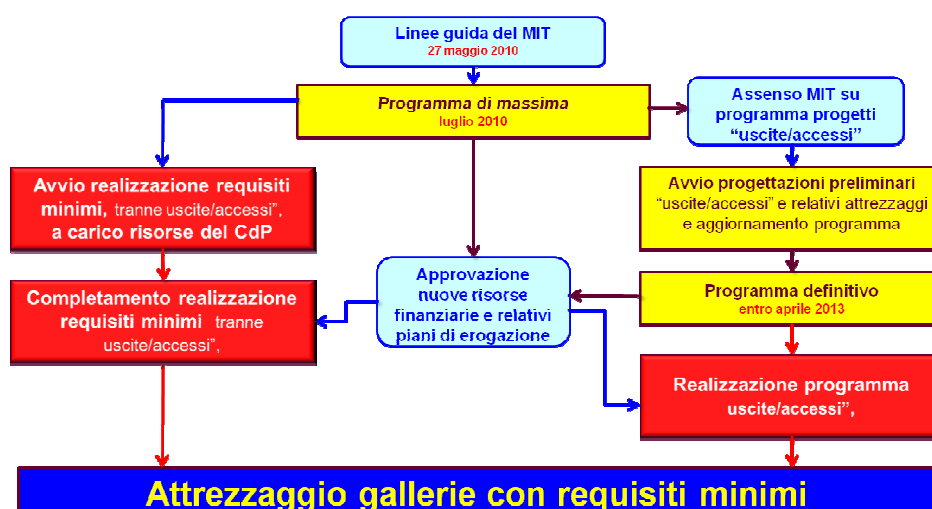 Linee guida del MIT
27 maggio 2010
Programma di massima
luglio 2010
Assenso MIT su
programma progetti
“uscite/accessi”
Avvio realizzazione requisiti
minimi, tranne uscite/accessi”,
a carico risorse del CdP
Avvio progettazioni preliminari
“uscite/accessi” e relativi attrezzaggi
e aggiornamento programma
Approvazione
nuove risorse
finanziarie e relativi
piani di erogazione
Completamento realizzazione
requisiti minimi tranne
uscite/accessi”,
Programma definitivo
entro aprile 2013
Realizzazione programma
uscite/accessi”,
Attrezzaggio gallerie con requisiti minimi